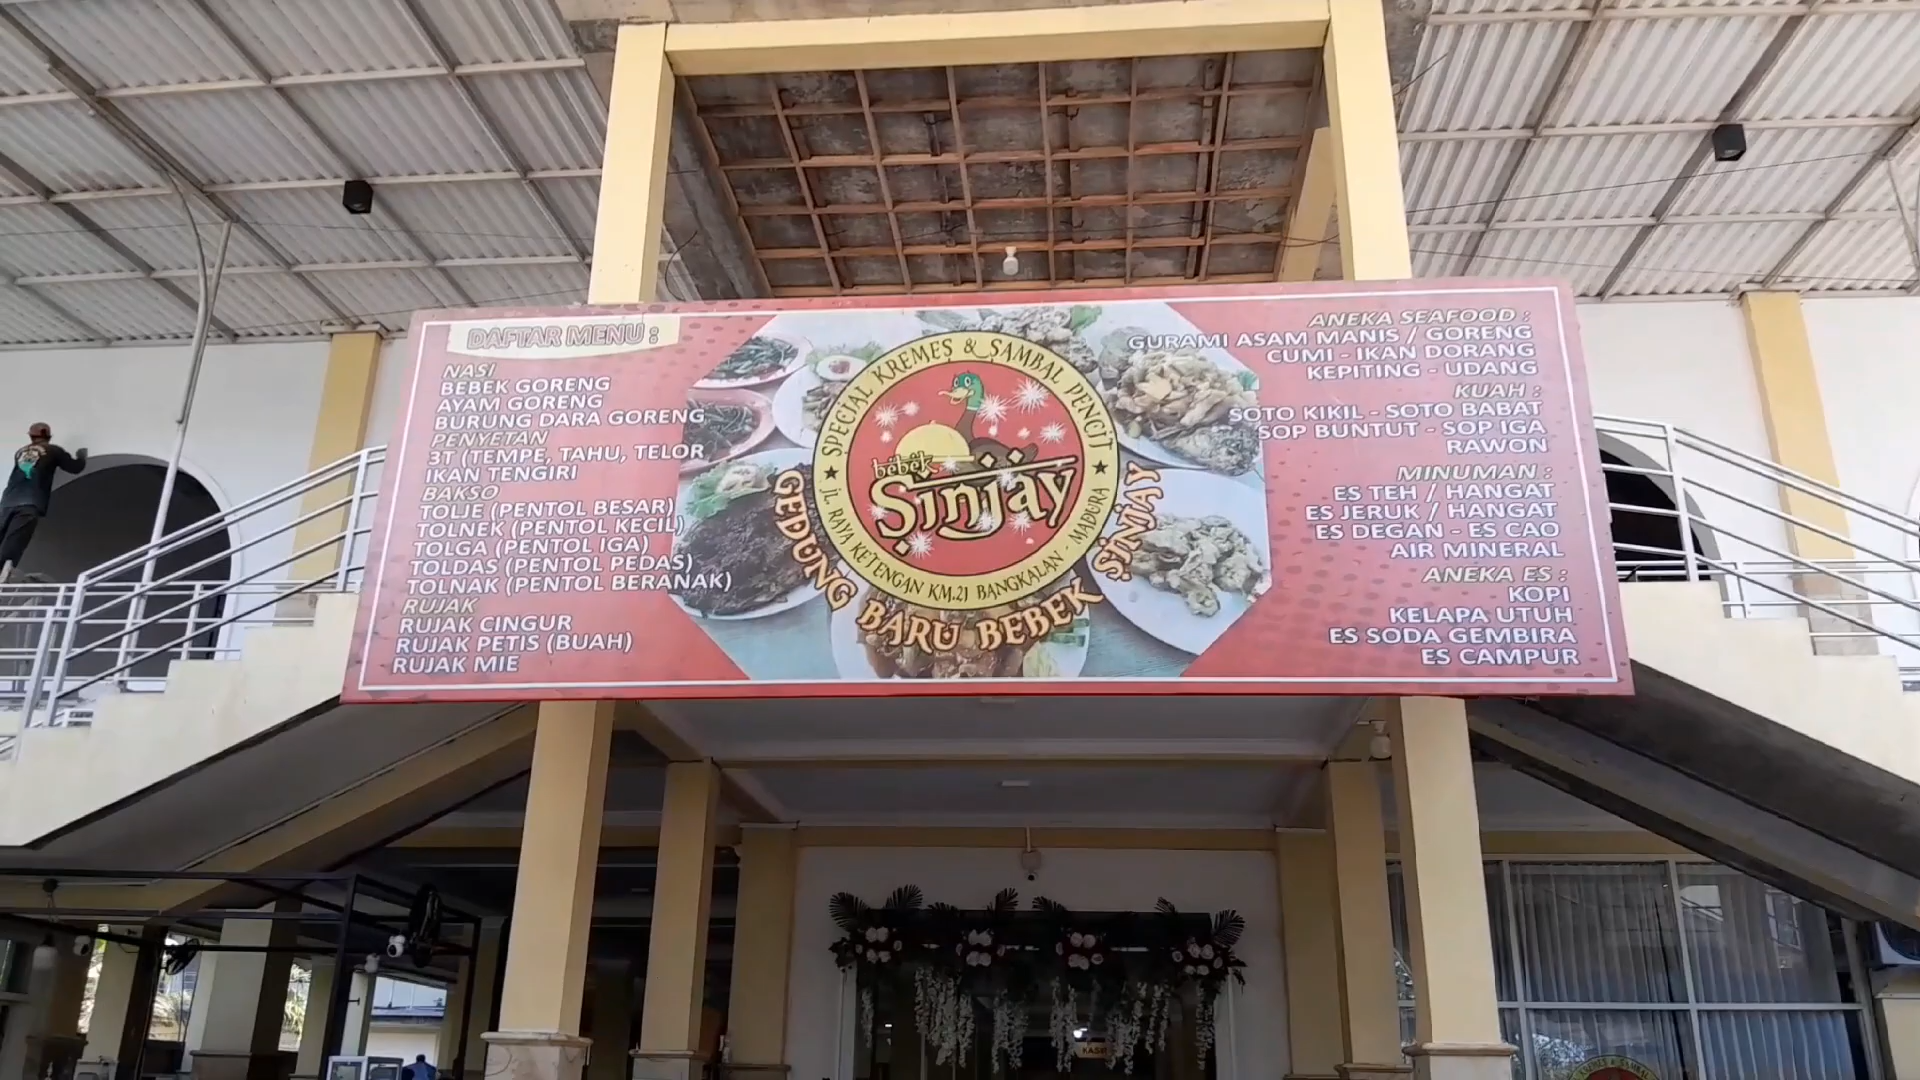 DAFTAR MENU :
NASI
BEBEK GORENG
AYAM GORENG
BURUNG DARA GORENG
PENYETAN
3T (TEMPE, TAHU, TELOR
IKAN TENGIRI
BAKSO
TOLJE (PENTOL BESAR)
TOLNEK (PENTOL KECIL)
TOLGA (PENTOL IGA)
TOLDAS (PENTOL PEDAS)
TOLNAK (PENTOL BERANAK)
RUJAK
RUJAK CINGUR
RUJAK PETIS (BUAH)
RUJAK MIE
SPECIAL KREMES & SAMBAL PENCIT
bebek
Sinjay
JL. RAYA KETENGAN KM.21 BANGKALAN - MADURA
GEDUNG BARU BEBEK SINJAY
ANEKA SEAFOOD :
GURAMI ASAM MANIS / GORENG
CUMI - IKAN DORANG
KEPITING - UDANG
KUAH :
SOTO KIKIL - SOTO BABAT
SOP BUNTUT - SOP IGA
RAWON
MINUMAN :
ES TEH / HANGAT
ES JERUK / HANGAT
ES DEGAN - ES CAO
AIR MINERAL
ANEKA ES :
KOPI
KELAPA UTUH
ES SODA GEMBIRA
ES CAMPUR
KASIR
KREMES & SAMBAL